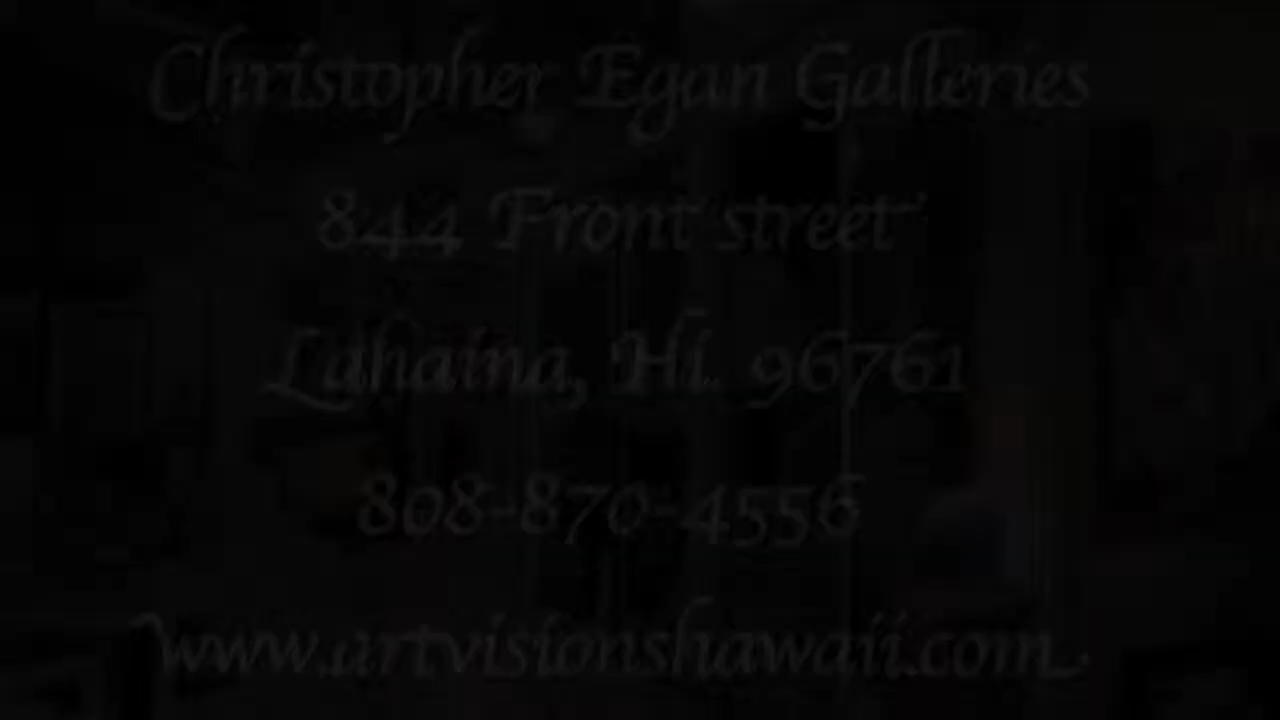 Christopher Egan Galleries
844 Front street
Lahaina, Hi. 96761
808-870-4556
www.artvisionshawaii.com